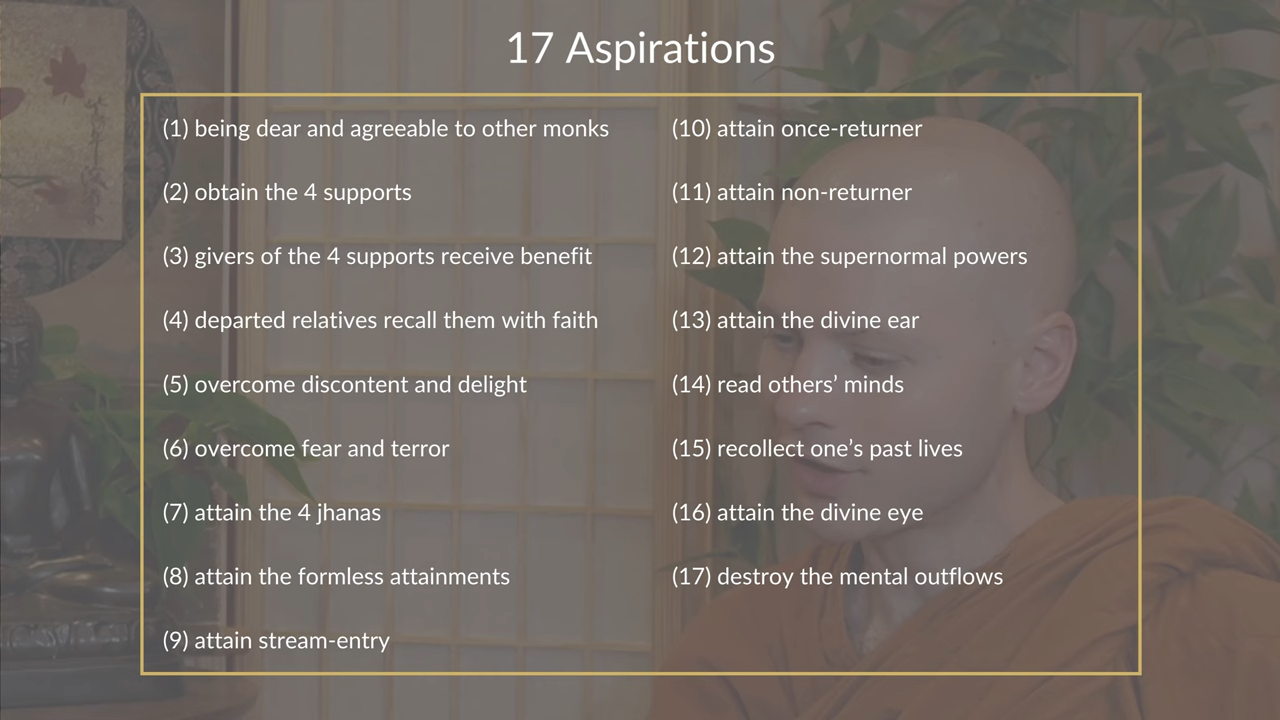 17 Aspirations
(1) being dear and agreeable to other monks
(2) obtain the 4 supports
(3) givers of the 4 supports receive benefit
(4) departed relatives recall them with faith
(5) overcome discontent and delight
(6) overcome fear and terror
(7) attain the 4 jhanas
(8) attain the formless attainments
(9) attain stream-entry
(10) attain once-returner
(11) attain non-returner
(12) attain the supernormal powers
(13) attain the divine ear
(14) read others’ minds
(15) recollect one’s past lives
(16) attain the divine eye
(17) destroy the mental outflows